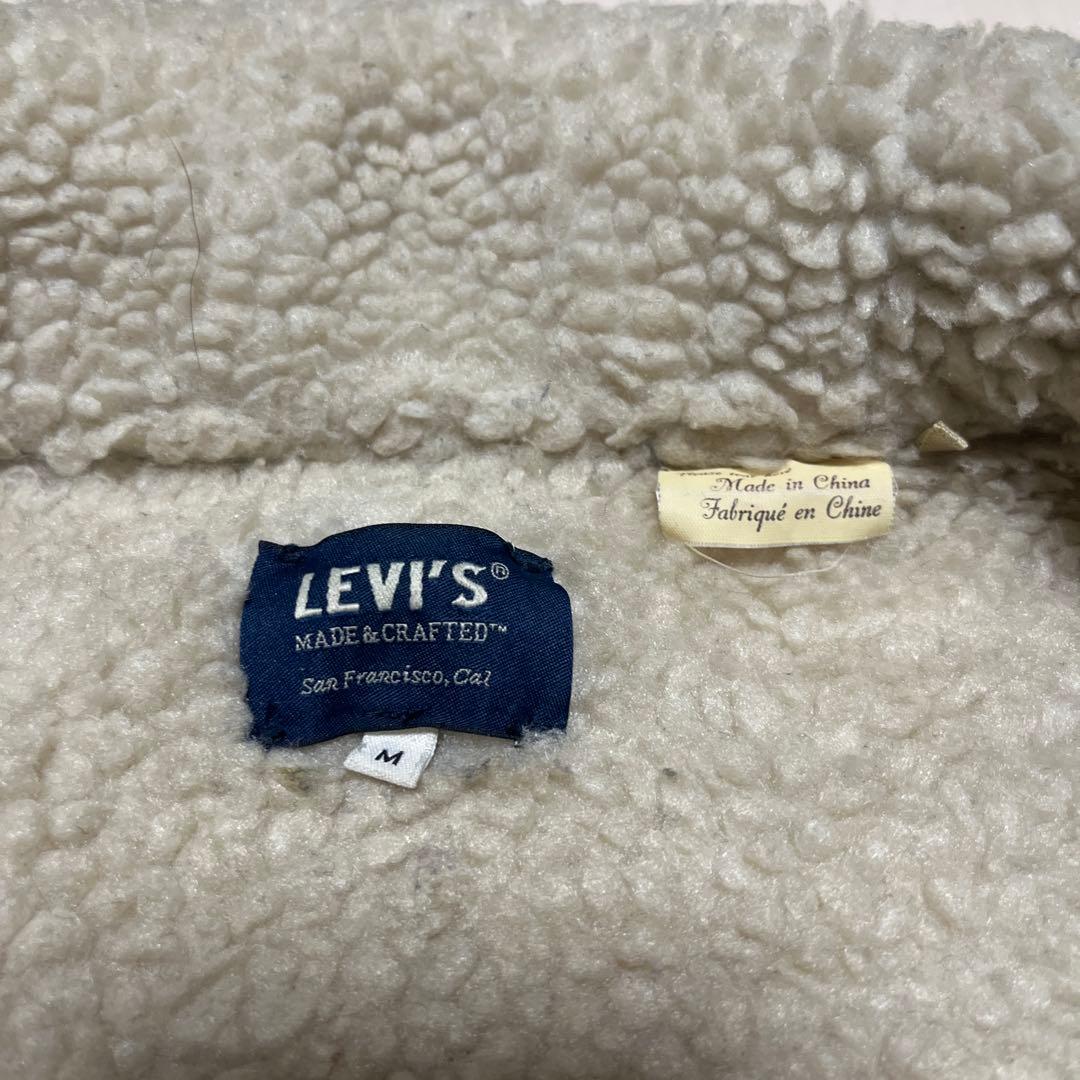 LEVI'S®
MADE & CRAFTED™
San Francisco, Cal
M
Made in China
Fabriqué en Chine